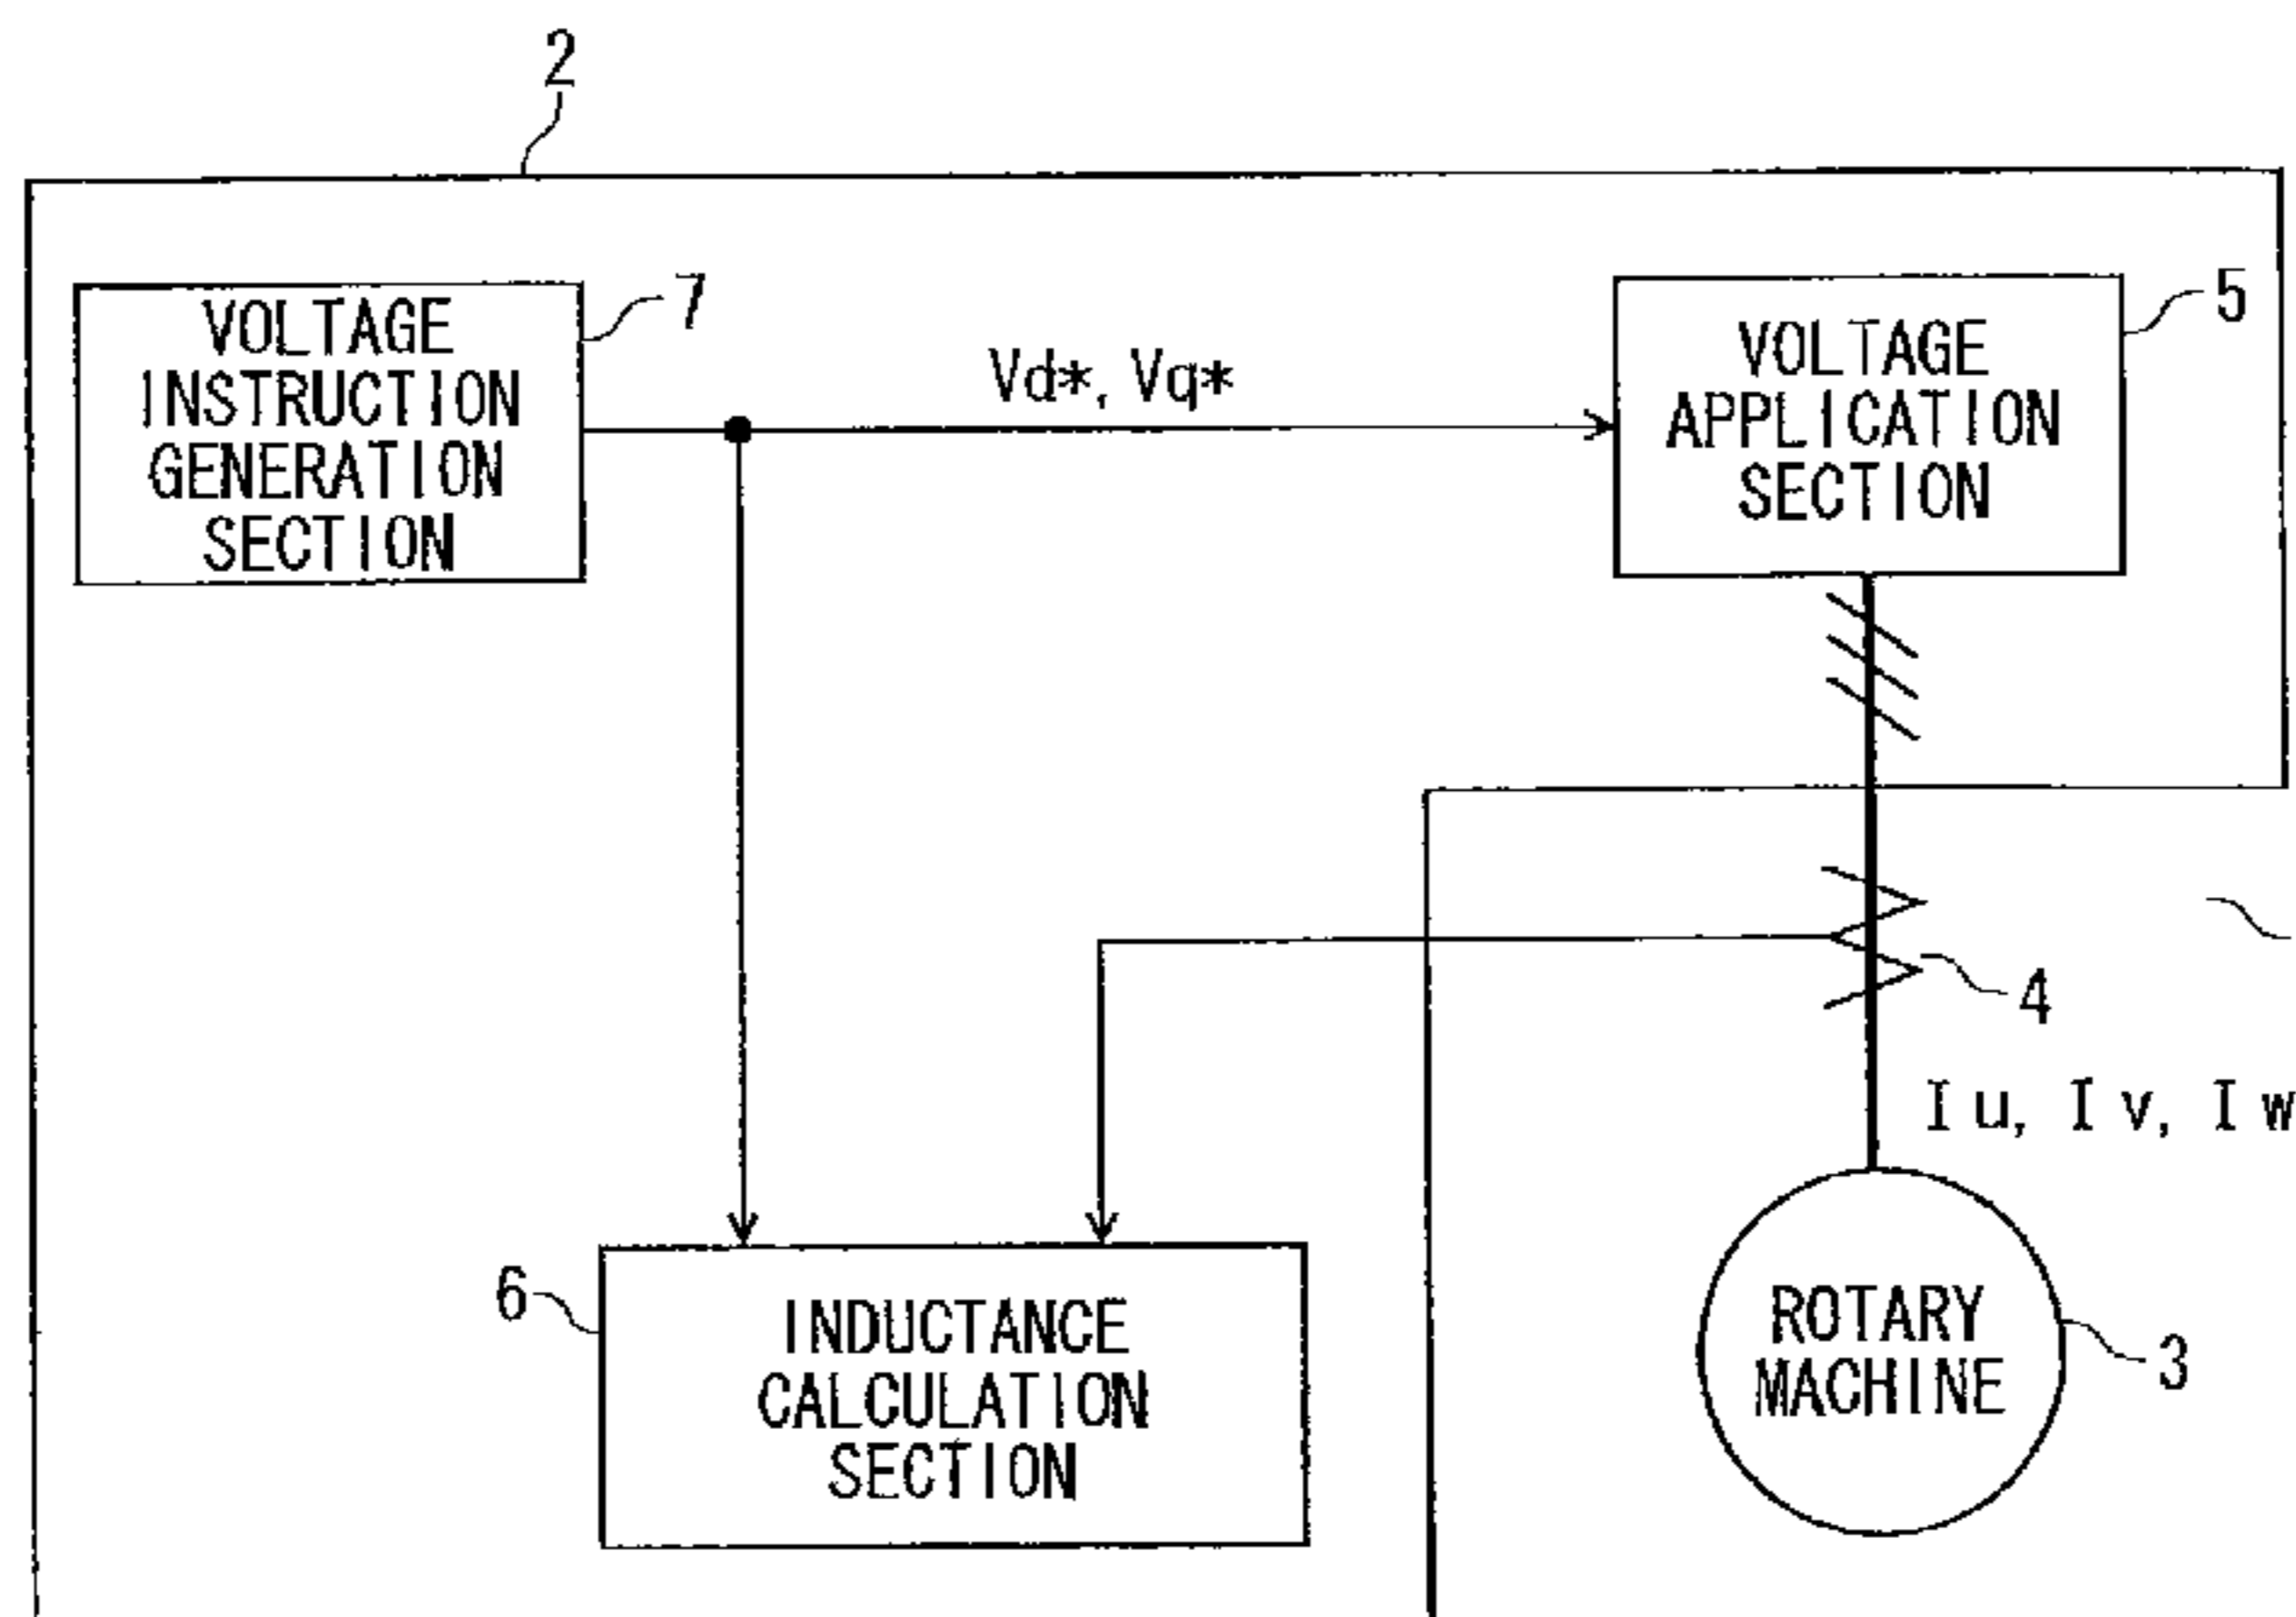 2
VOLTAGE
INSTRUCTION
GENERATION
SECTION
7
Vd*, Vq*
VOLTAGE
APPLICATION
SECTION
5
4
Iu, Iv, Iw
6
INDUCTANCE
CALCULATION
SECTION
ROTARY
MACHINE
3